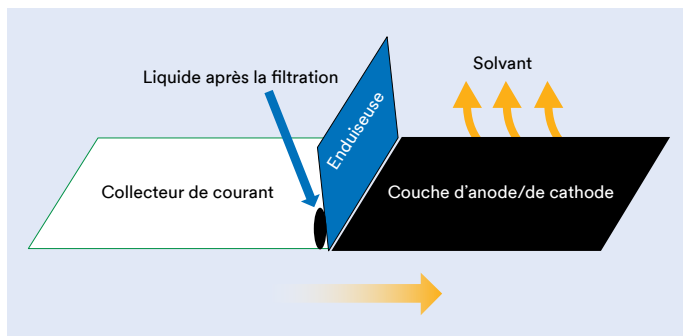 Solvant
Liquide après la filtration
Enduiseuse
Collecteur de courant
Couche d'anode/de cathode